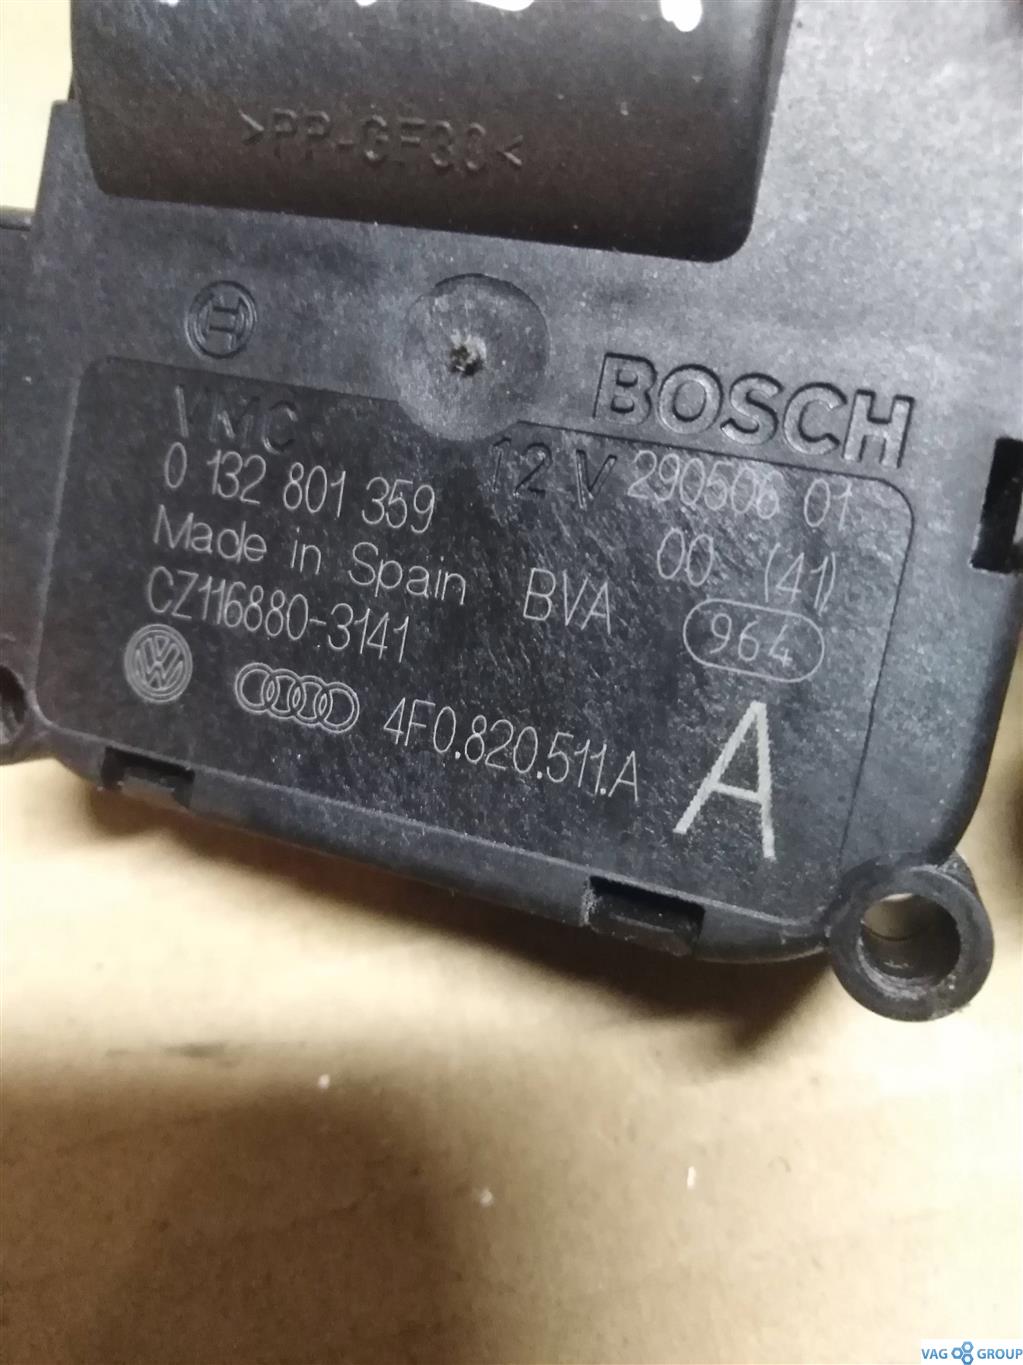 >PP-GF30<
BOSCH
VMC 12 V 290506 01
0 132 801 359 00 (41)
Made in Spain BVA 964
CZ116880-3141
4F0.820.511.A A
VAG GROUP